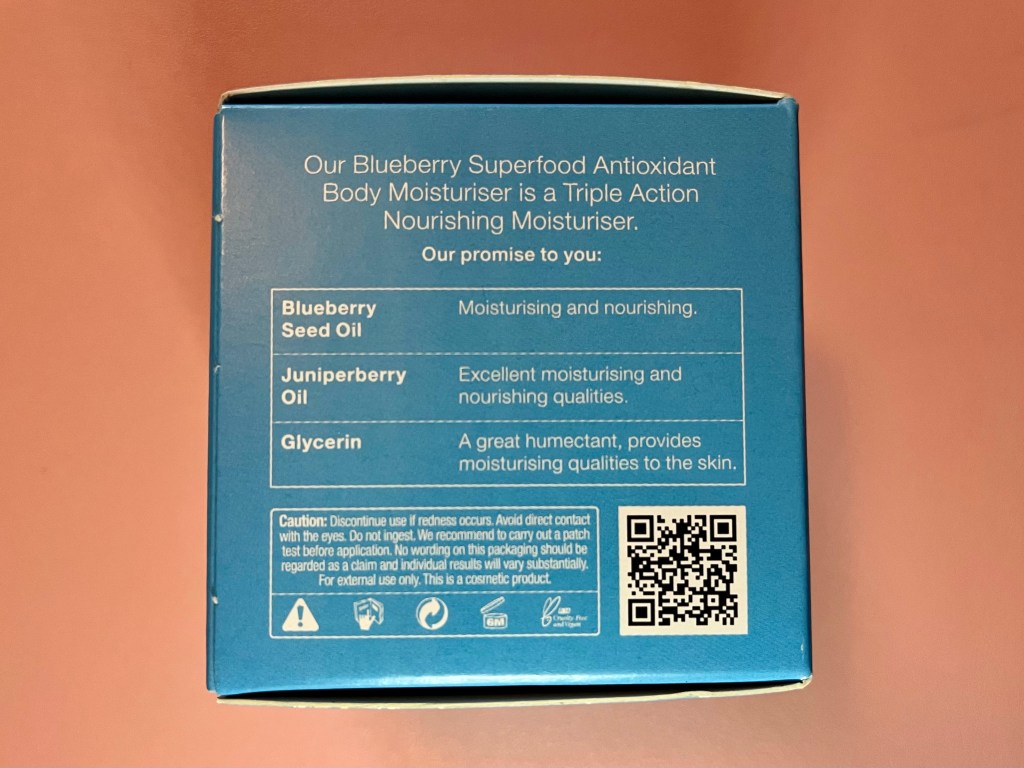 Our Blueberry Superfood Antioxidant
Body Moisturiser is a Triple Action
Nourishing Moisturiser.
Our promise to you:
Blueberry
Seed Oil
Moisturising and nourishing.
Juniperberry
Oil
Excellent moisturising and
nourishing qualities.
Glycerin
A great humectant, provides
moisturising qualities to the skin.
Caution: Discontinue use if redness occurs. Avoid direct contact
with the eyes. Do not ingest. We recommend to carry out a patch
test before application. No wording on this packaging should be
regarded as a claim and individual results will vary substantially.
For external use only. This is a cosmetic product.
6M
Cruelty Free
and Vegan